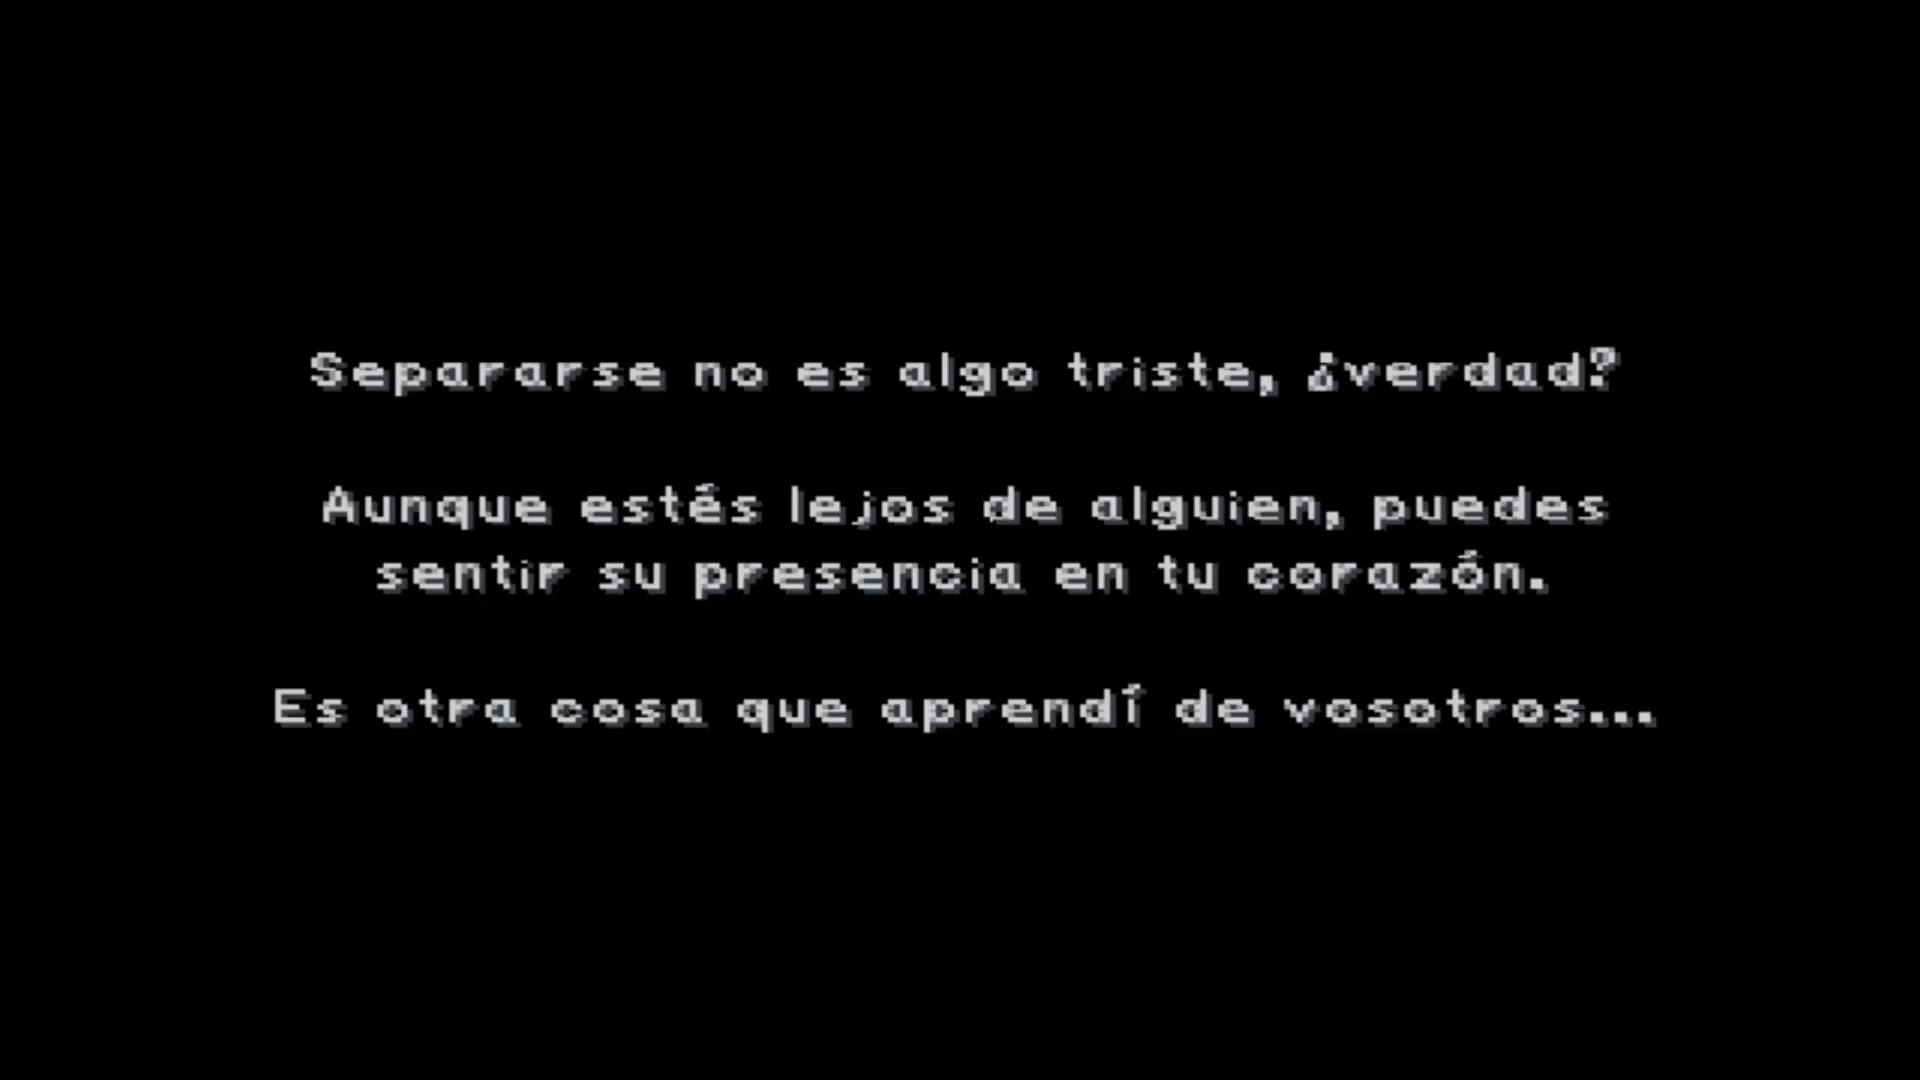 Separarse no es algo triste, ¿verdad?
Aunque estés lejos de alguien, puedes
sentir su presencia en tu corazón.
Es otra cosa que aprendí de vosotros...